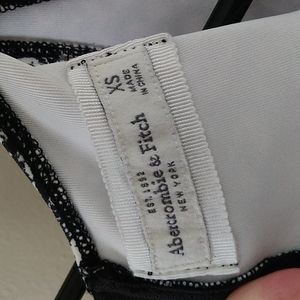 XS
MADE
IN CHINA
EST. 1892
Abercrombie & Fitch
NEW YORK